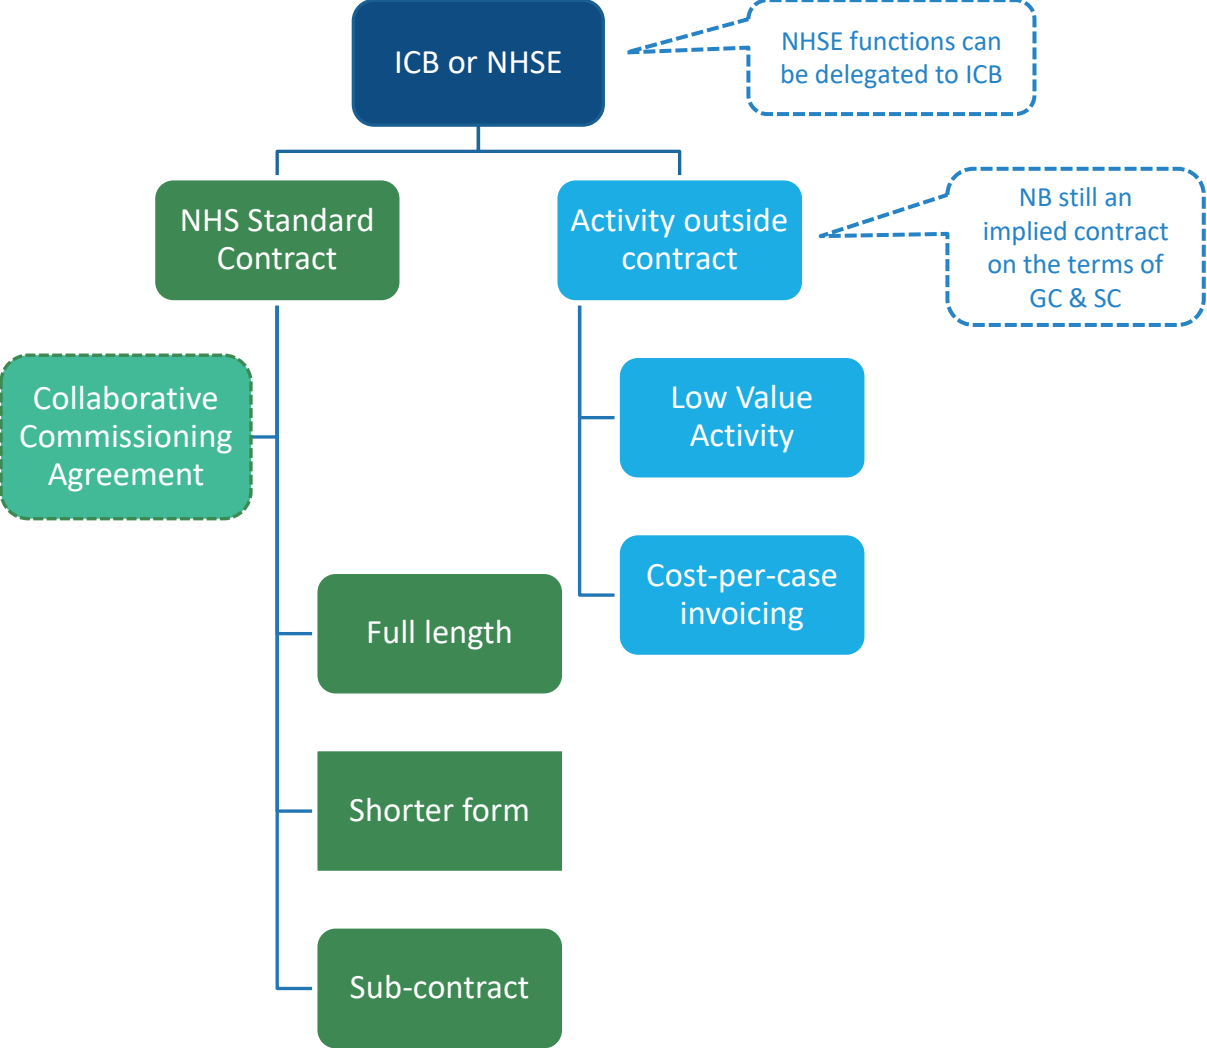 ICB or NHSE
NHSE functions can
be delegated to ICB
NHS Standard
Contract
Activity outside
contract
NB still an
implied contract
on the terms of
GC & SC
Collaborative
Commissioning
Agreement
Low Value
Activity
Cost-per-case
invoicing
Full length
Shorter form
Sub-contract